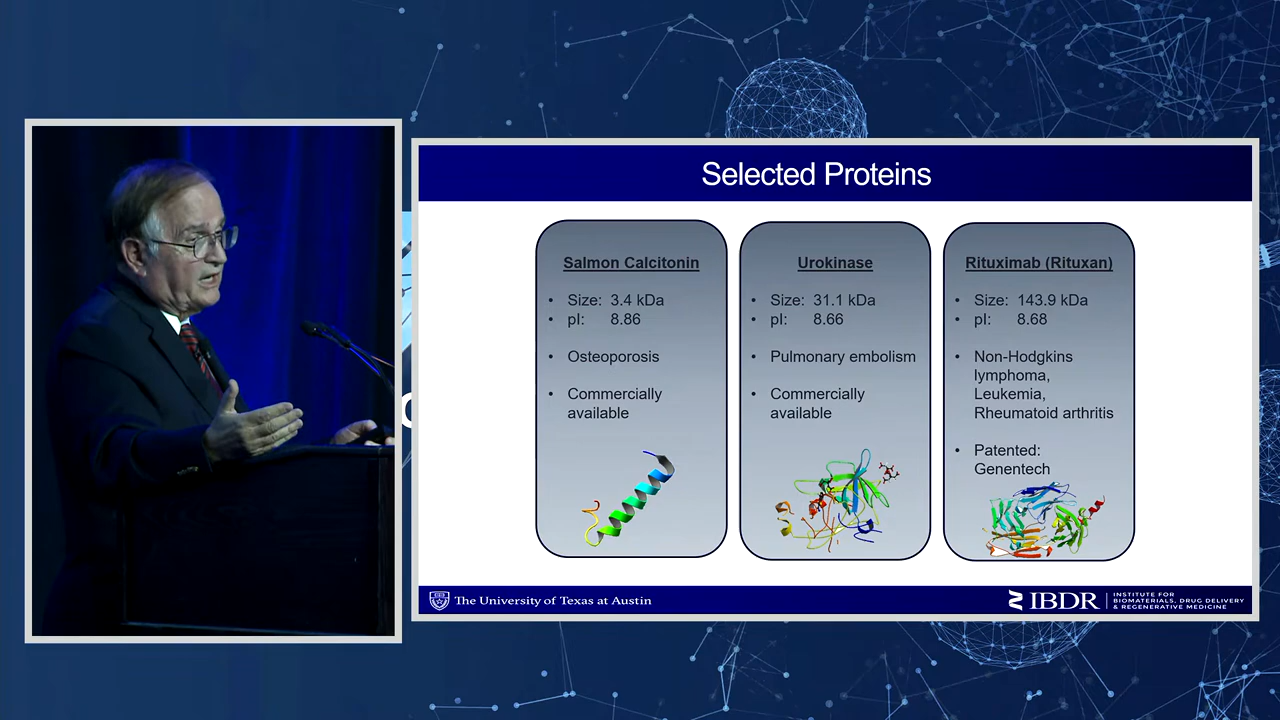 Selected Proteins
Salmon Calcitonin
• Size: 3.4 kDa
• pI: 8.86
• Osteoporosis
• Commercially
available
Urokinase
• Size: 31.1 kDa
• pI: 8.66
• Pulmonary embolism
• Commercially
available
Rituximab (Rituxan)
• Size: 143.9 kDa
• pI: 8.68
• Non-Hodgkins
lymphoma,
Leukemia,
Rheumatoid arthritis
• Patented:
Genentech
The University of Texas at Austin
IBDR
INSTITUTE FOR
BIOMATERIALS, DRUG DELIVERY
& REGENERATIVE MEDICINE